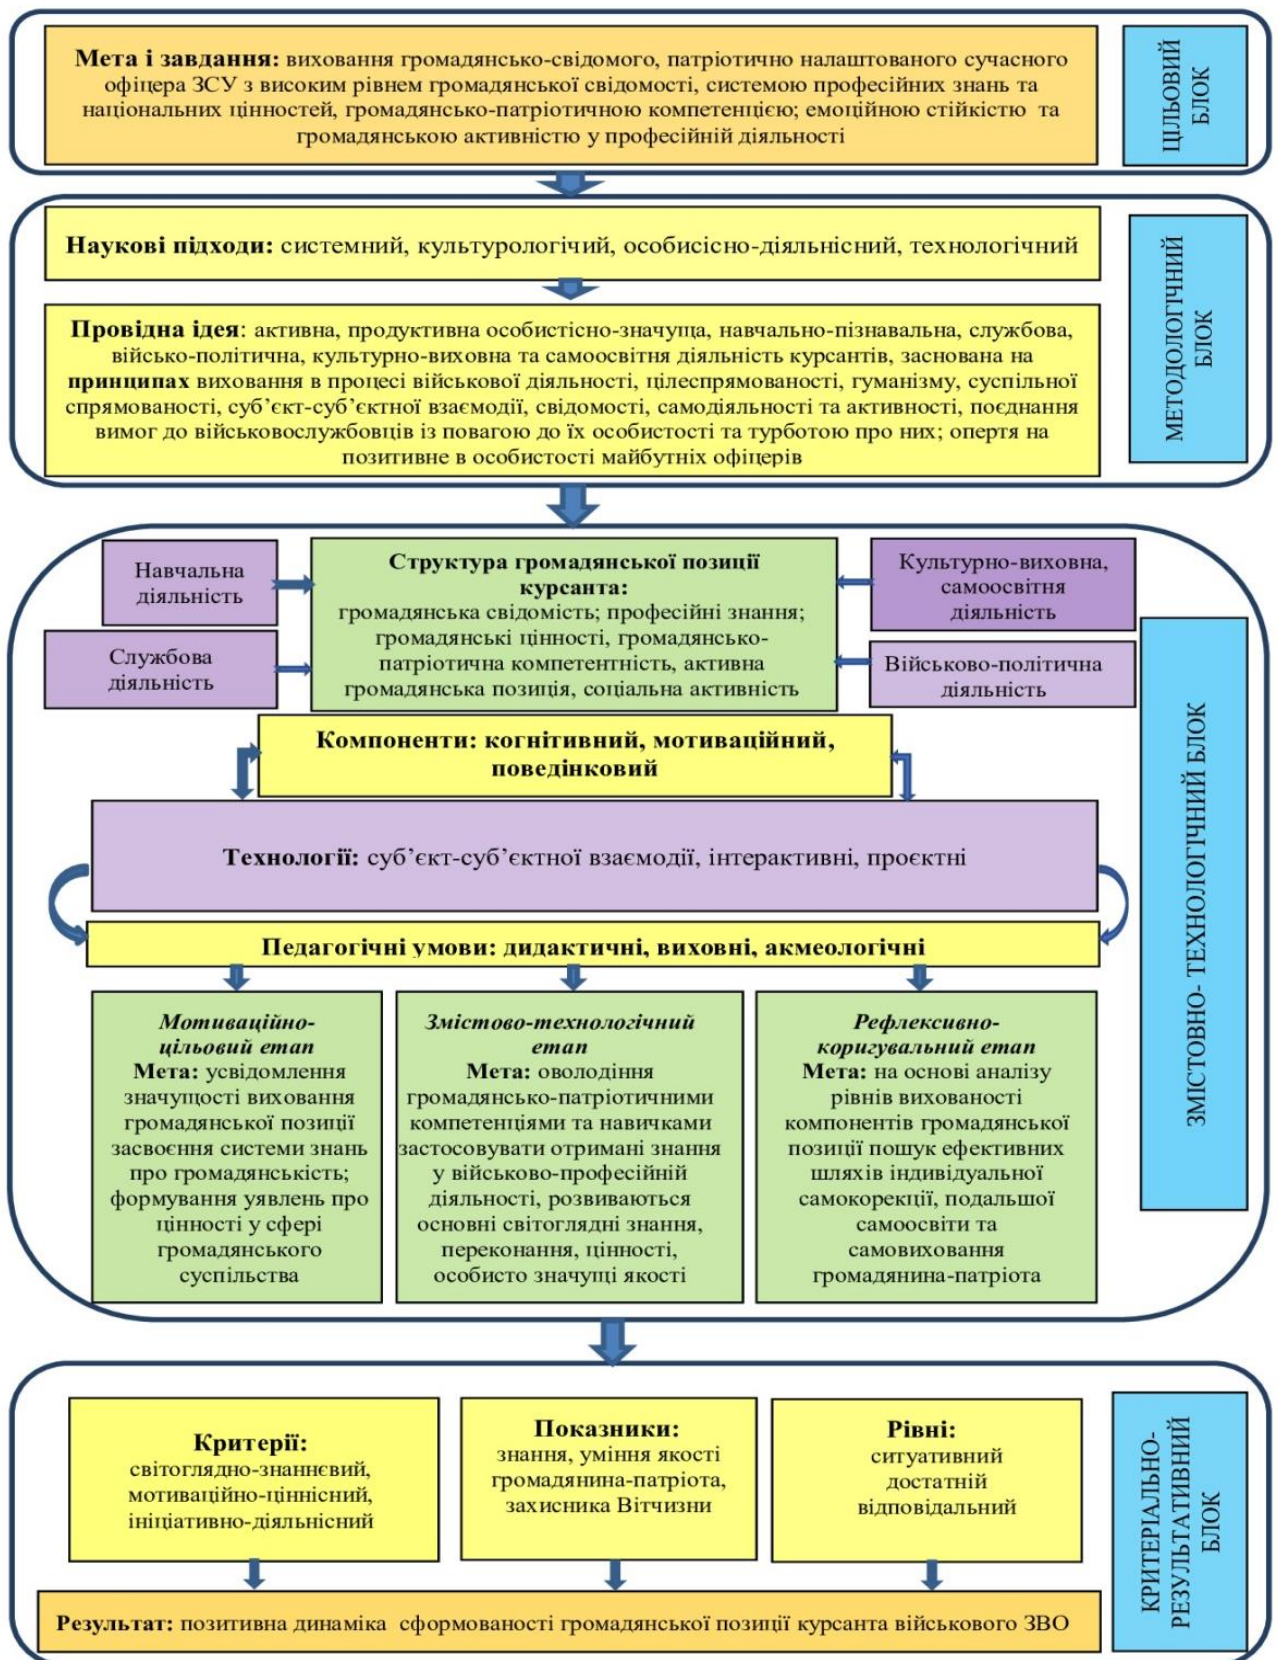 Мета і завдання: виховання громадянсько-свідомого, патріотично налаштованого сучасного
офіцера ЗСУ з високим рівнем громадянської свідомості, системою професійних знань та
національних цінностей, громадянсько-патріотичною компетенцією; емоційною стійкістю та
громадянською активністю у професійній діяльності
ЦІЛЬОВИЙ
БЛОК
Наукові підходи: системний, культурологічий, особисісно-діяльнісний, технологічний
Провідна ідея: активна, продуктивна особистісно-значуща, навчально-пізнавальна, службова,
військо-політична, культурно-виховна та самоосвітня діяльність курсантів, заснована на
принципах виховання в процесі військової діяльності, цілеспрямованості, гуманізму, суспільної
спрямованості, суб’єкт-суб’єктної взаємодії, свідомості, самодіяльності та активності, поєднання
вимог до військовослужбовців із повагою до їх особистості та турботою про них; опертя на
позитивне в особистості майбутніх офіцерів
МЕТОДОЛОГІЧНИЙ
БЛОК
Навчальна
діяльність
Службова
діяльність
Структура громадянської позиції
курсанта:
громадянська свідомість; професійні знання;
громадянські цінності, громадянсько-
патріотична компетентність, активна
громадянська позиція, соціальна активність
Культурно-виховна,
самоосвітня
діяльність
Військово-політична
діяльність
Компоненти: когнітивний, мотиваційний,
поведінковий
Технології: суб’єкт-суб’єктної взаємодії, інтерактивні, проєктні
Педагогічні умови: дидактичні, виховні, акмеологічні
Мотиваційно-
цільовий етап
Мета: усвідомлення
значущості виховання
громадянської позиції
засвоєння системи знань
про громадянськість;
формування уявлень про
цінності у сфері
громадянського
суспільства
Змістово-технологічний
етап
Мета: оволодіння
громадянсько-патріотичними
компетенціями та навичками
застосовувати отримані знання
у військово-професійній
діяльності, розвиваються
основні світоглядні знання,
переконання, цінності,
особисто значущі якості
Рефлексивно-
коригувальний етап
Мета: на основі аналізу
рівнів вихованості
компонентів громадянської
позиції пошук ефективних
шляхів індивідуальної
самокорекції, подальшої
самоосвіти та
самовиховання
громадянина-патріота
ЗМІСТОВНО- ТЕХНОЛОГІЧНИЙ БЛОК
Критерії:
світоглядно-знаннєвий,
мотиваційно-ціннісний,
ініціативно-діяльнісний
Показники:
знання, уміння якості
громадянина-патріота,
захисника Вітчизни
Рівні:
ситуативний
достатній
відповідальний
Результат: позитивна динаміка сформованості громадянської позиції курсанта військового ЗВО
КРИТЕРІАЛЬНО-
РЕЗУЛЬТАТИВНИЙ
БЛОК